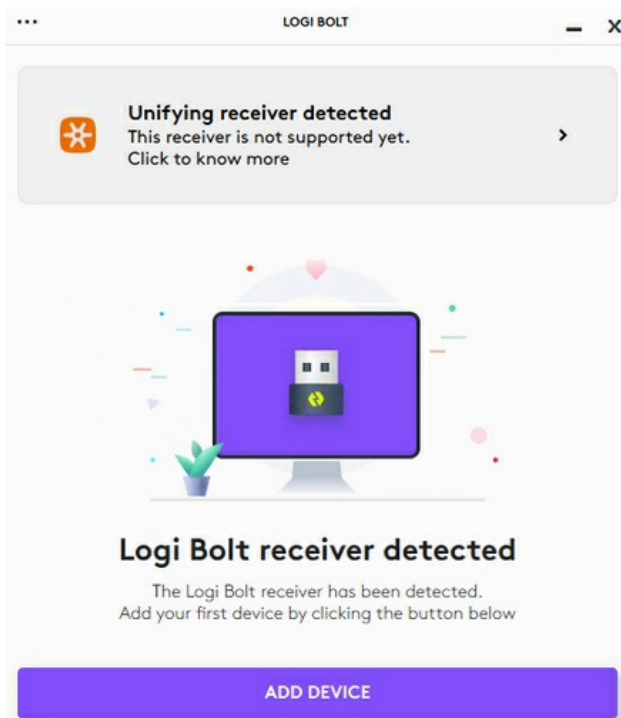 LOGI BOLT
Unifying receiver detected
This receiver is not supported yet.
Click to know more
Logi Bolt receiver detected
The Logi Bolt receiver has been detected.
Add your first device by clicking the button below
ADD DEVICE